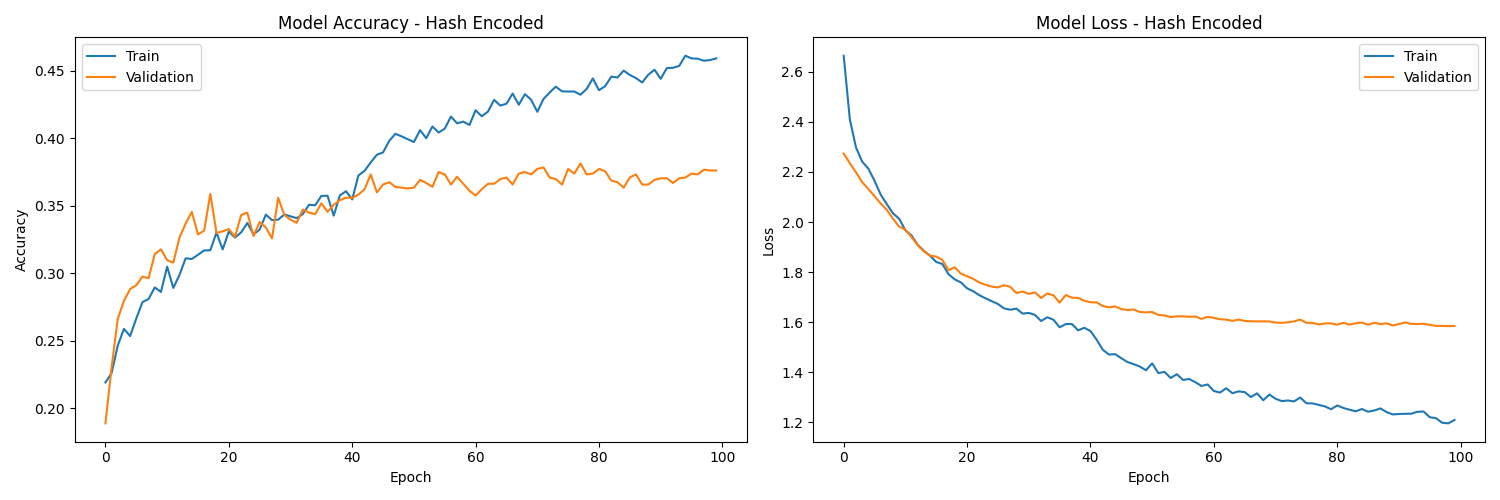 Model Accuracy - Hash Encoded
Train
Validation
0.45
0.40
0.35
0.30
0.25
0.20
Accuracy
0 20 40 60 80 100
Epoch
Model Loss - Hash Encoded
Train
Validation
2.6
2.4
2.2
2.0
1.8
1.6
1.4
1.2
Loss
0 20 40 60 80 100
Epoch